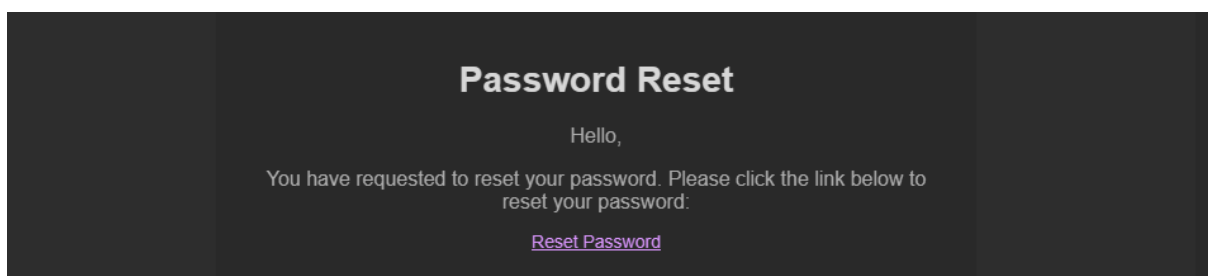 Password Reset
Hello,
You have requested to reset your password. Please click the link below to
reset your password:
Reset Password